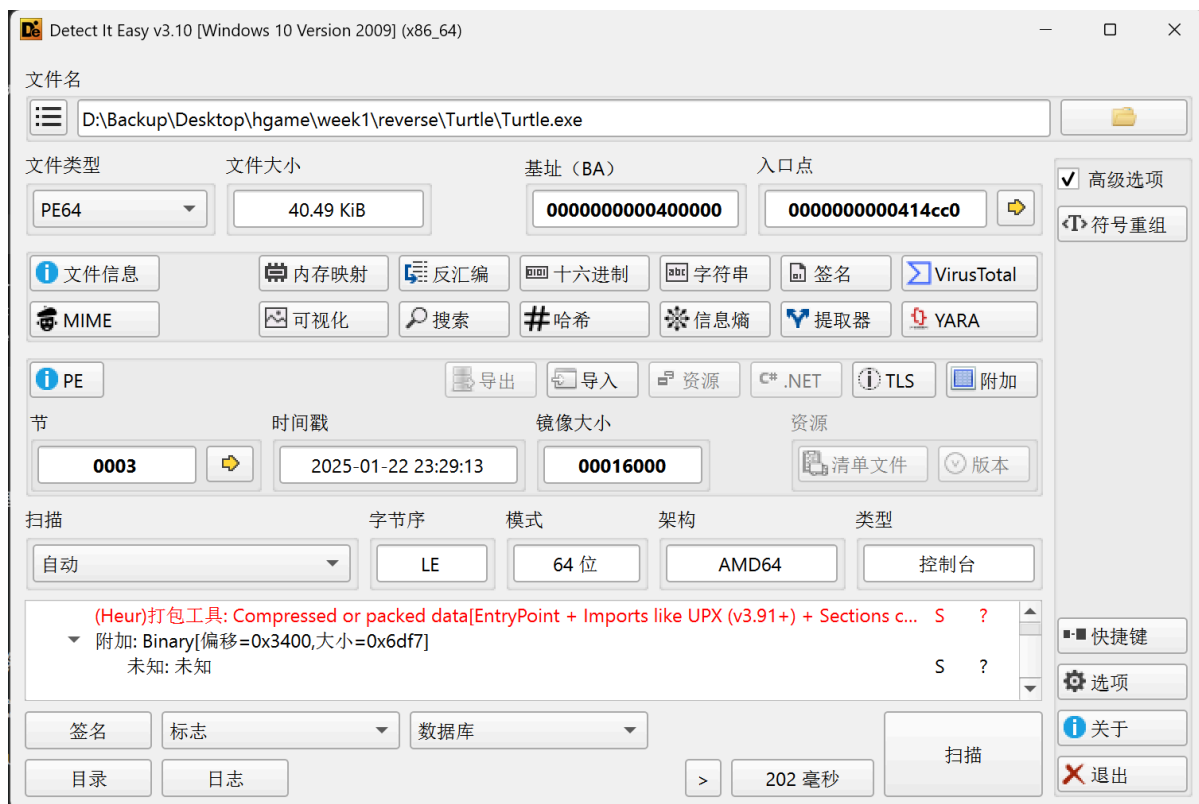 Detect It Easy v3.10 [Windows 10 Version 2009] (x86_64)
文件名
D:\Backup\Desktop\hgame\week1\reverse\Turtle\Turtle.exe
文件类型 文件大小 基址（BA） 入口点
PE64 40.49 KiB 0000000000400000 0000000000414cc0
高级选项
<T>符号重组
文件信息 内存映射 反汇编 十六进制 字符串 签名 VirusTotal
MIME 可视化 搜索 哈希 信息熵 提取器 YARA
PE 导出 导入 资源 C# .NET TLS 附加
节 时间戳 镜像大小 资源
0003 2025-01-22 23:29:13 00016000 清单文件 版本
扫描 字节序 模式 架构 类型
自动 LE 64 位 AMD64 控制台
(Heur)打包工具: Compressed or packed data[EntryPoint + Imports like UPX (v3.91+) + Sections c... S ?
附加: Binary[偏移=0x3400,大小=0x6df7]
未知: 未知 S ?
快捷键
选项
关于
退出
签名 标志 数据库 扫描
目录 日志 > 202 毫秒